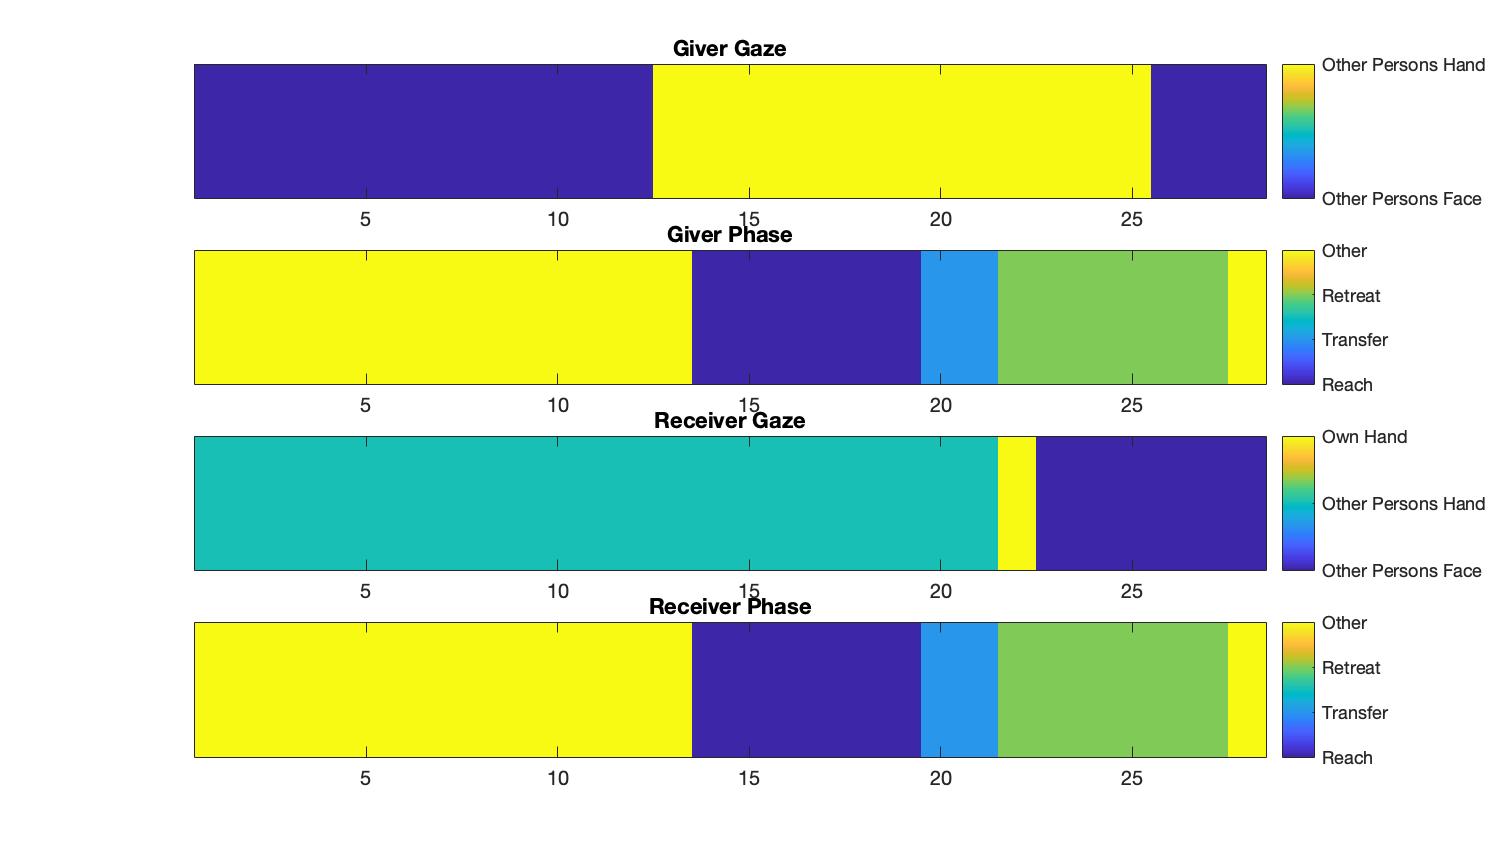 Giver Gaze
Other Persons Hand
Other Persons Face
5 10 15 20 25
Giver Phase
Other
Retreat
Transfer
Reach
5 10 15 20 25
Receiver Gaze
Own Hand
Other Persons Hand
Other Persons Face
5 10 15 20 25
Receiver Phase
Other
Retreat
Transfer
Reach
5 10 15 20 25